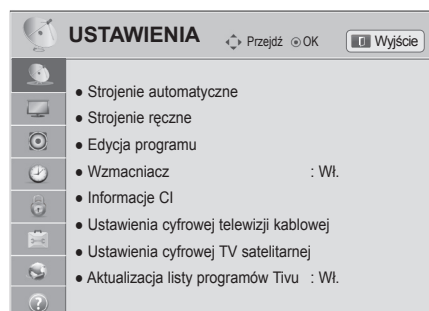 USTAWIENIA Przejdź OK Wyjście
• Strojenie automatyczne
• Strojenie ręczne
• Edycja programu
• Wzmacniacz : Wł.
• Informacje CI
• Ustawienia cyfrowej telewizji kablowej
• Ustawienia cyfrowej TV satelitarnej
• Aktualizacja listy programów Tivu : Wł.
?